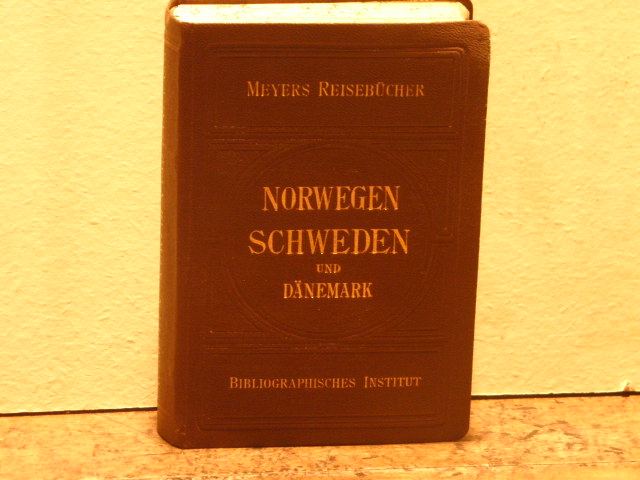 MEYERS REISEBÜCHER
NORWEGEN
SCHWEDEN
UND
DÄNEMARK
BIBLIOGRAPHISCHES INSTITUT